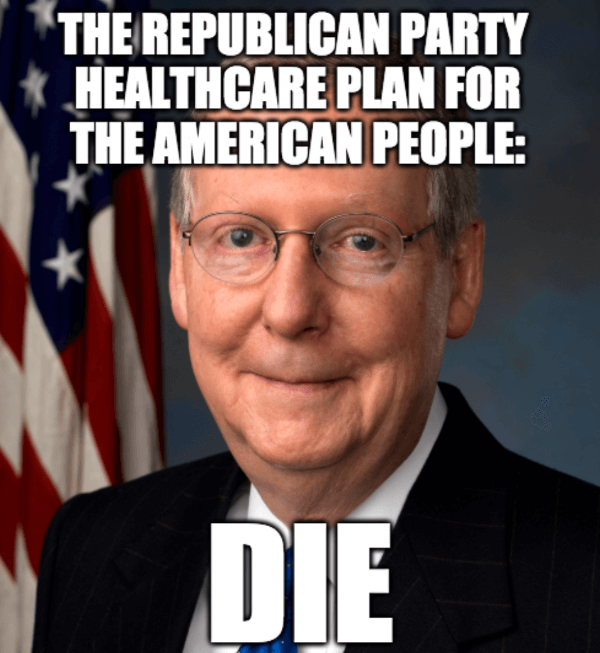 THE REPUBLICAN PARTY
HEALTHCARE PLAN FOR
THE AMERICAN PEOPLE:
DIE